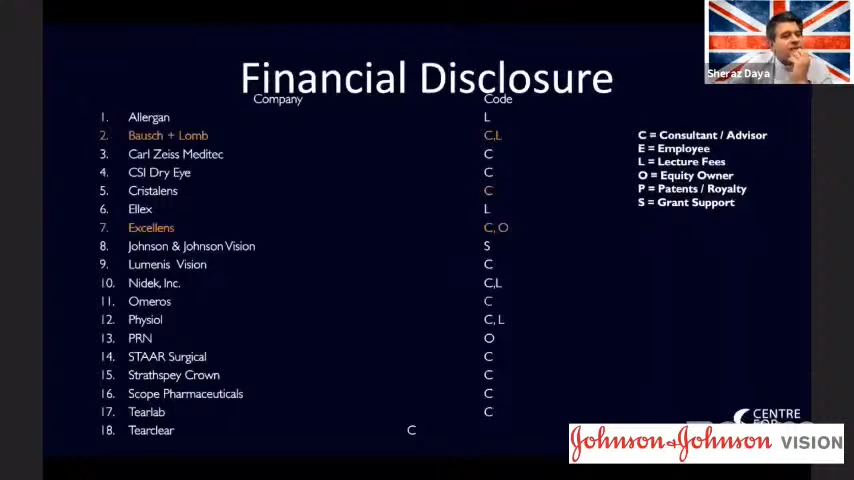 Financial Disclosure
Company Code
1. Allergan L
2. Bausch + Lomb C,L
3. Carl Zeiss Meditec C
4. CSI Dry Eye C
5. Cristalens C
6. Ellex L
7. Excellens C, O
8. Johnson & Johnson Vision S
9. Lumenis Vision C
10. Nidek, Inc. C,L
11. Omeros C
12. Physiol C, L
13. PRN O
14. STAAR Surgical C
15. Strathspey Crown C
16. Scope Pharmaceuticals C
17. Tearlab C
18. Tearclear C
C = Consultant / Advisor
E = Employee
L = Lecture Fees
O = Equity Owner
P = Patents / Royalty
S = Grant Support
Sheraz Daya
CENTRE
FOR
Johnson & Johnson VISION